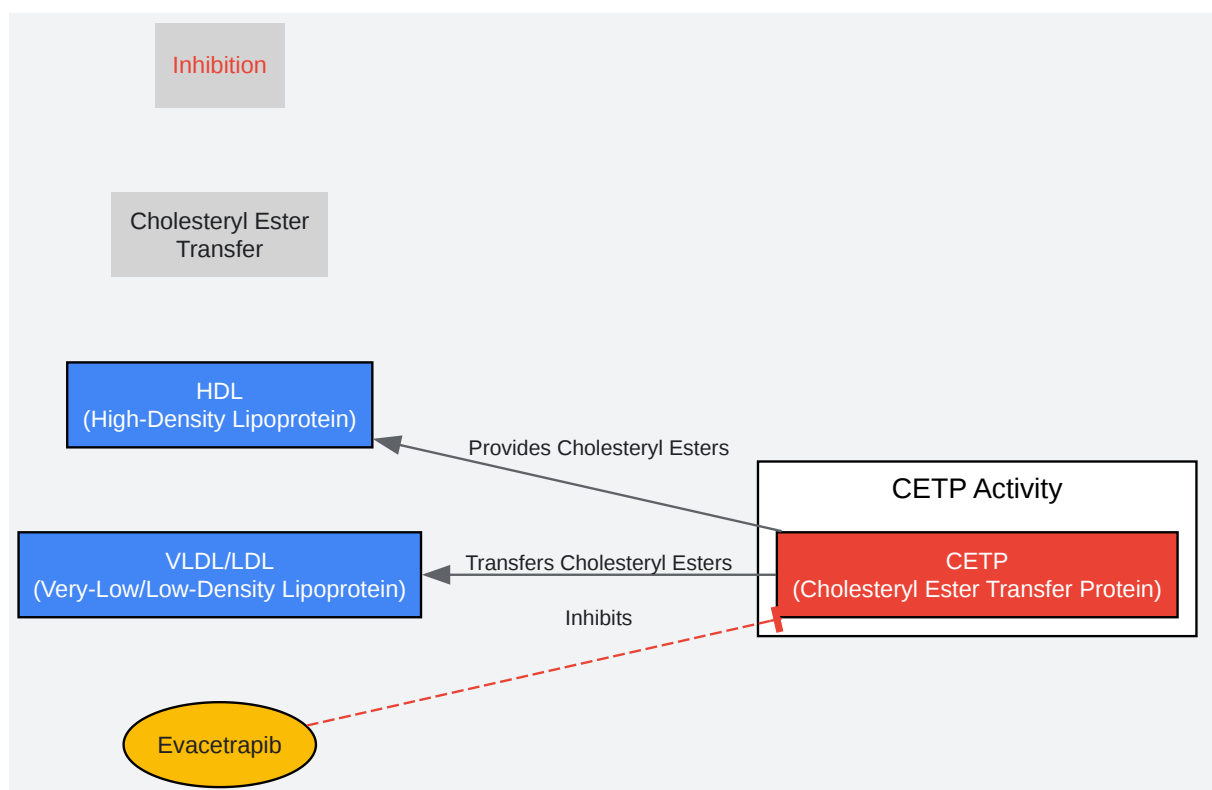 Inhibition
Cholesteryl Ester
Transfer
HDL
(High-Density Lipoprotein)
Provides Cholesteryl Esters
CETP Activity
VLDL/LDL
(Very-Low/Low-Density Lipoprotein)
Transfers Cholesteryl Esters
CETP
(Cholesteryl Ester Transfer Protein)
Inhibits
Evacetrapib